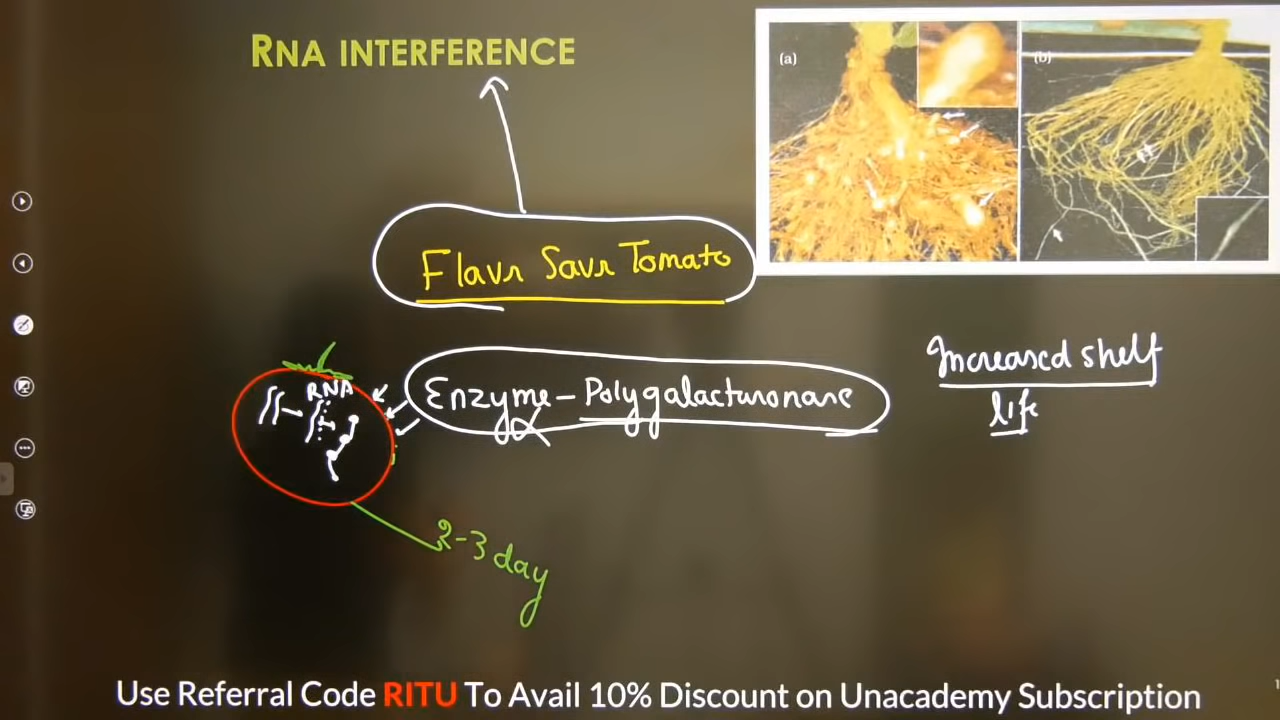 RNA INTERFERENCE
(a)
(b)
Flavr Savr Tomato
Increased shelf
life
RNA
Enzyme - Polygalacturonase
2-3 day
Use Referral Code RITU To Avail 10% Discount on Unacademy Subscription